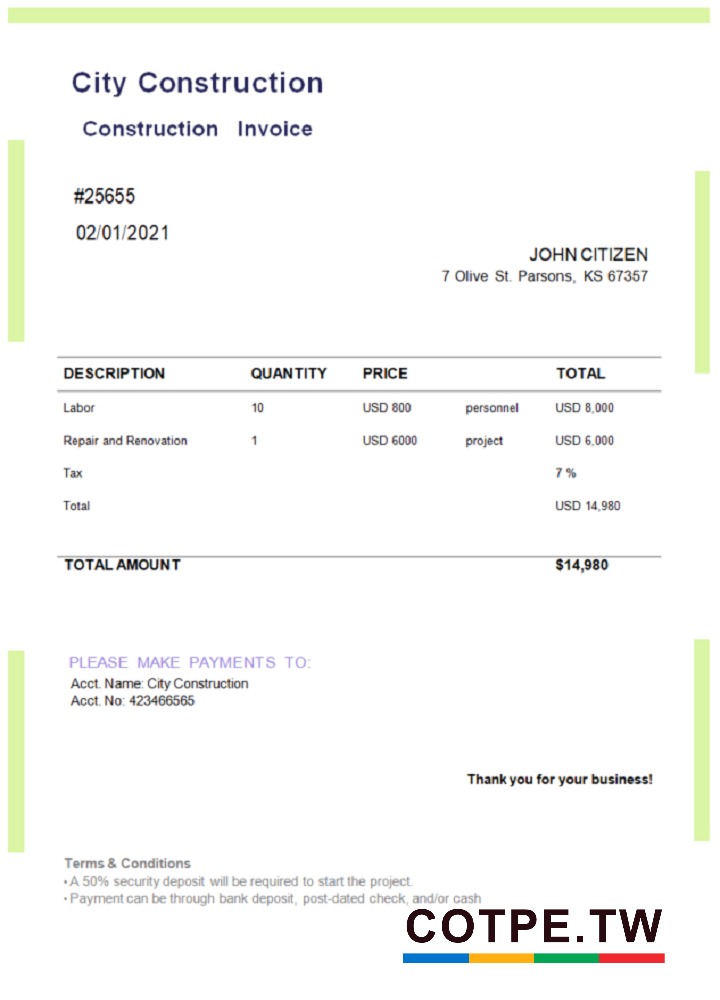 City Construction
Construction Invoice
#25655
02/01/2021
JOHN CITIZEN
7 Olive St. Parsons, KS 67357
DESCRIPTION QUANTITY PRICE TOTAL
Labor 10 USD 800 personnel USD 8,000
Repair and Renovation 1 USD 6000 project USD 6,000
Tax 7 %
Total USD 14,980
TOTAL AMOUNT $14,980
PLEASE MAKE PAYMENTS TO:
Acct. Name: City Construction
Acct. No: 423466565
Thank you for your business!
Terms & Conditions
• A 50% security deposit will be required to start the project.
• Payment can be through bank deposit, post-dated check, and/or cash
COTPE.TW